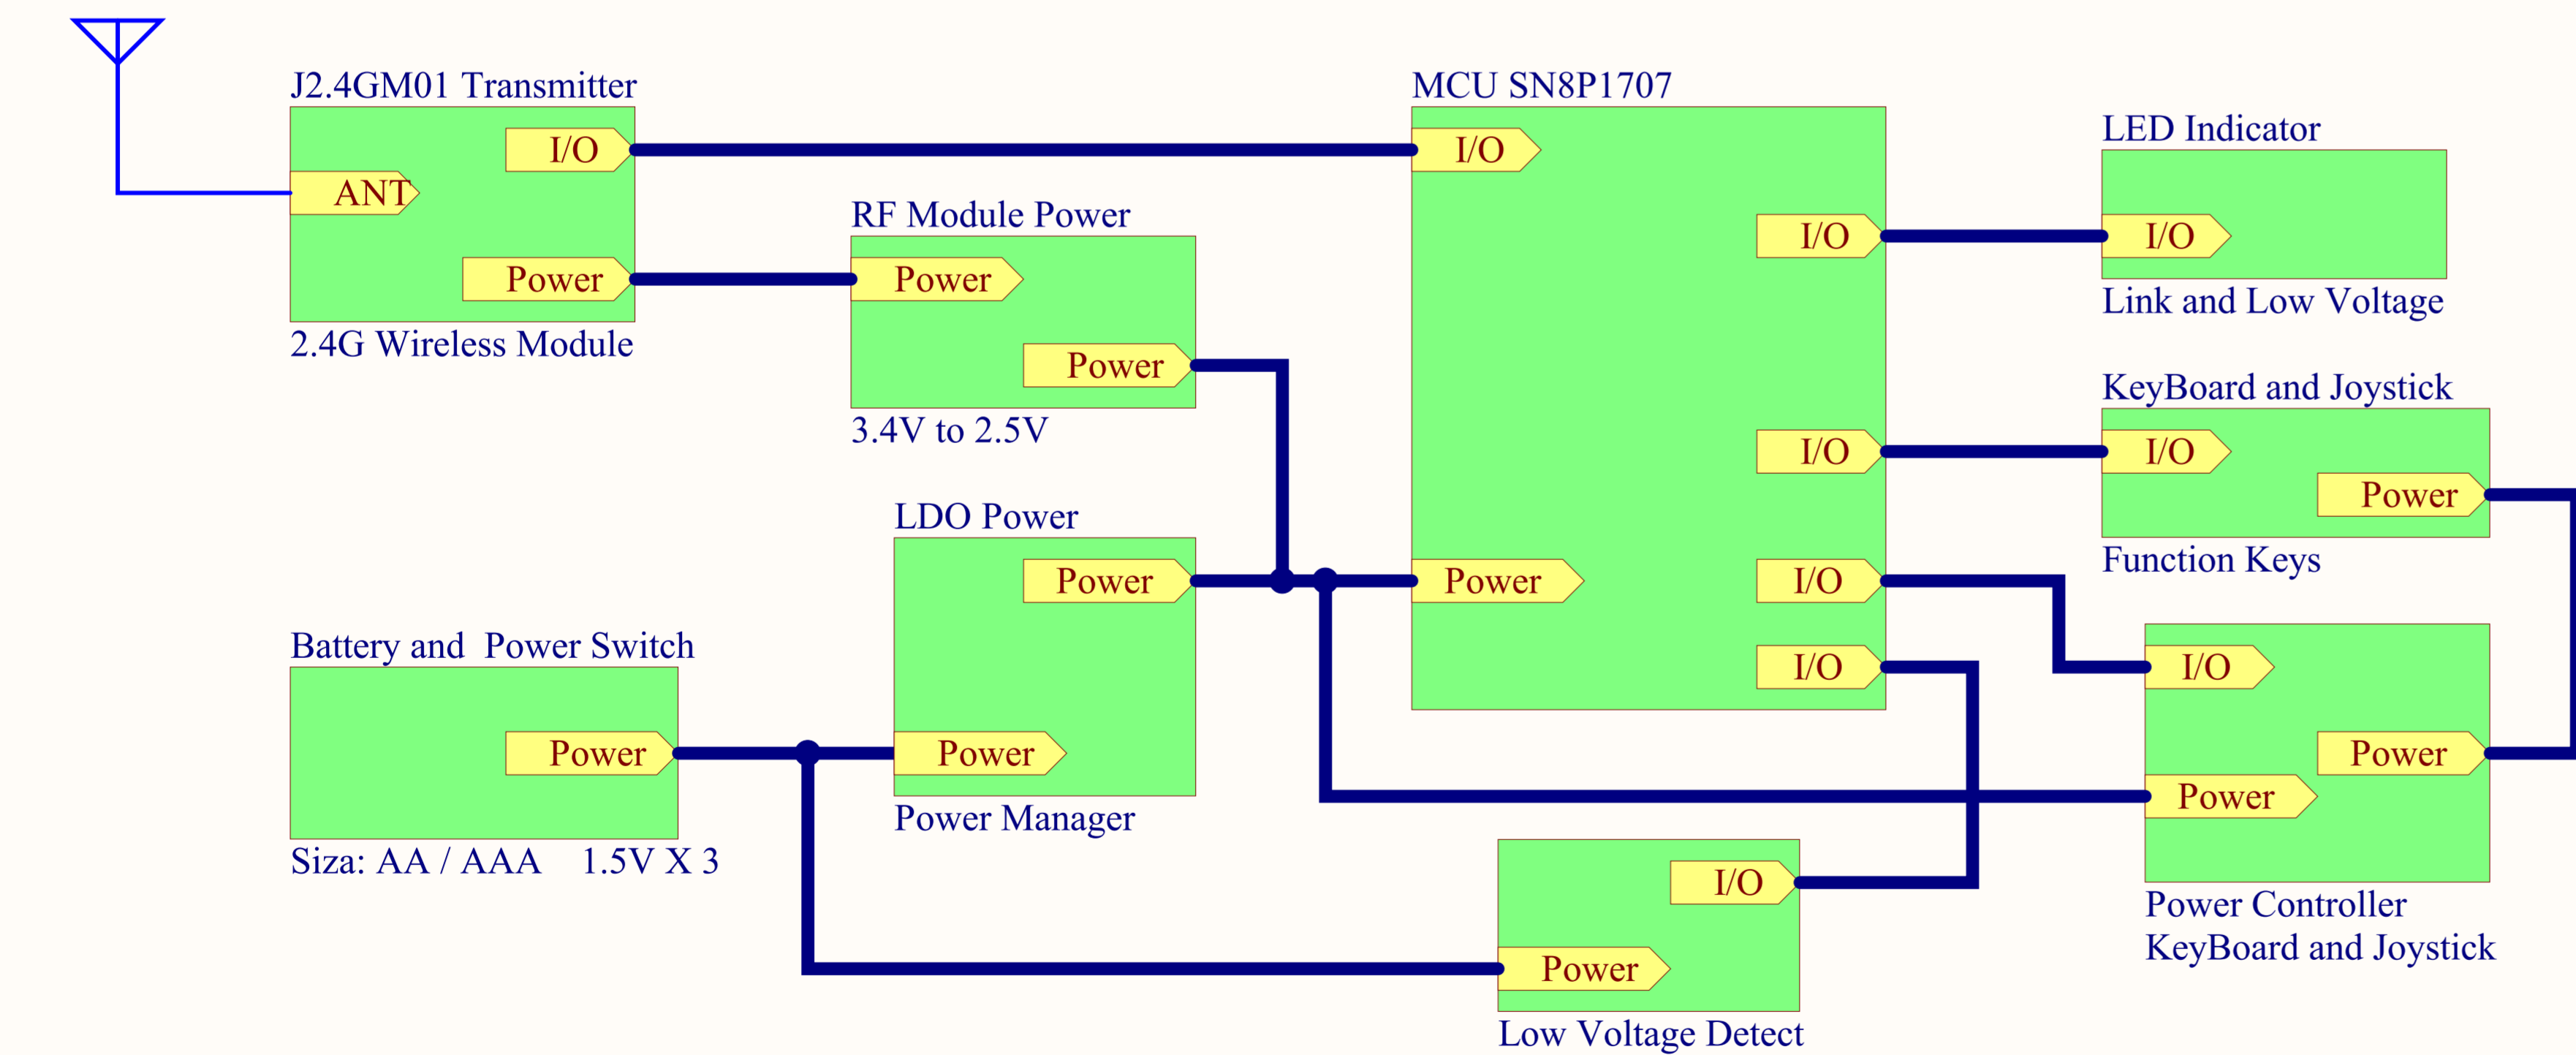 J2.4GM01 Transmitter
I/O
ANT
Power
2.4G Wireless Module
RF Module Power
Power
Power
3.4V to 2.5V
LDO Power
Power
Power
Power Manager
Battery and  Power Switch
Power
Siza: AA / AAA    1.5V X 3
MCU SN8P1707
I/O
I/O
I/O
Power
I/O
I/O
LED Indicator
I/O
Link and Low Voltage
KeyBoard and Joystick
I/O
Power
Function Keys
I/O
Power
Power
Power Controller
KeyBoard and Joystick
I/O
Power
Low Voltage Detect